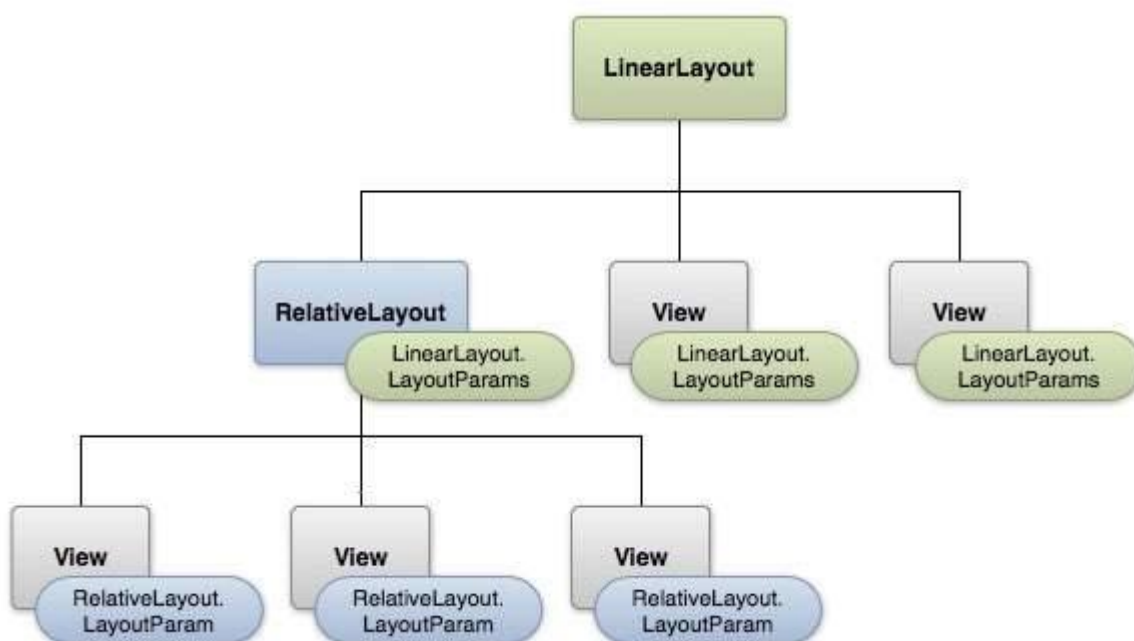 LinearLayout
RelativeLayout
LinearLayout.
LayoutParams
View
LinearLayout.
LayoutParams
View
LinearLayout.
LayoutParams
View
RelativeLayout.
LayoutParam
View
RelativeLayout.
LayoutParam
View
RelativeLayout.
LayoutParam